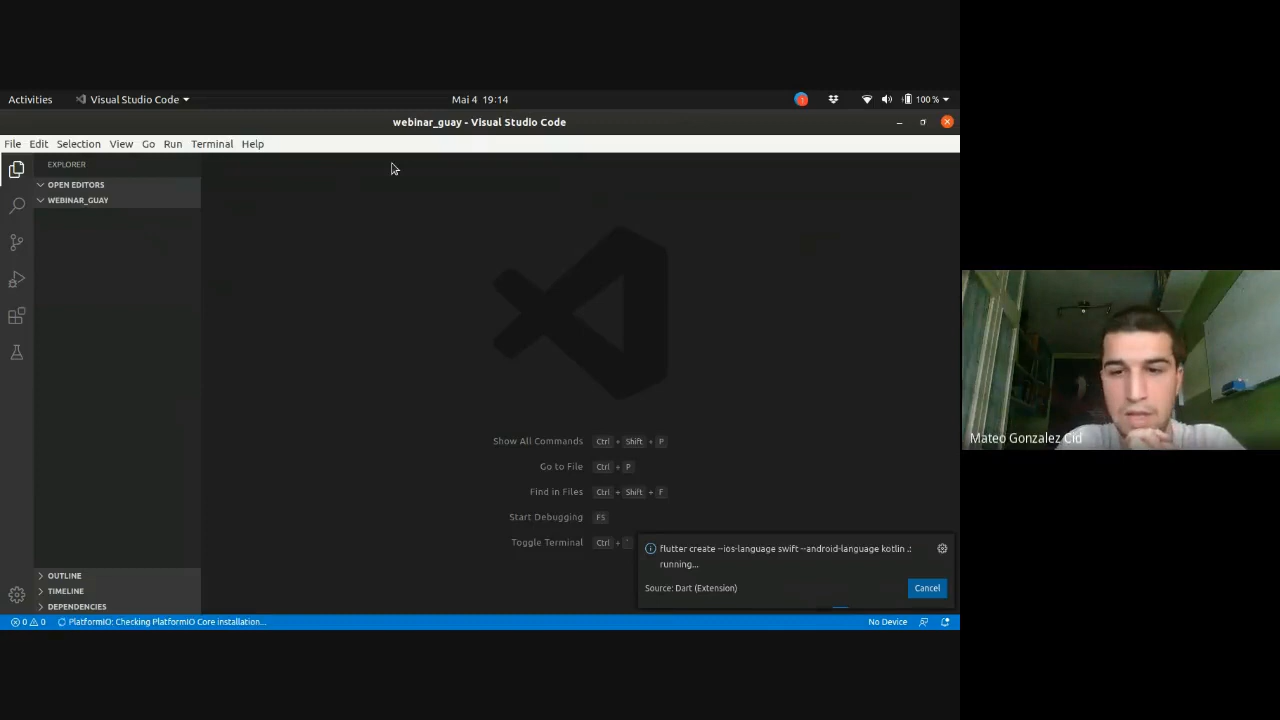 Activities
Visual Studio Code
Mai 4 19:14
100 %
webinar_guay - Visual Studio Code
File Edit Selection View Go Run Terminal Help
EXPLORER
OPEN EDITORS
WEBINAR_GUAY
Show All Commands Ctrl + Shift + P
Go to File Ctrl + P
Find in Files Ctrl + Shift + F
Start Debugging F5
Toggle Terminal Ctrl + `
flutter create --ios-language swift --android-language kotlin .:
running...
Source: Dart (Extension)
Cancel
OUTLINE
TIMELINE
DEPENDENCIES
0 0 PlatformIO: Checking PlatformIO Core installation...
No Device
Mateo Gonzalez Cid